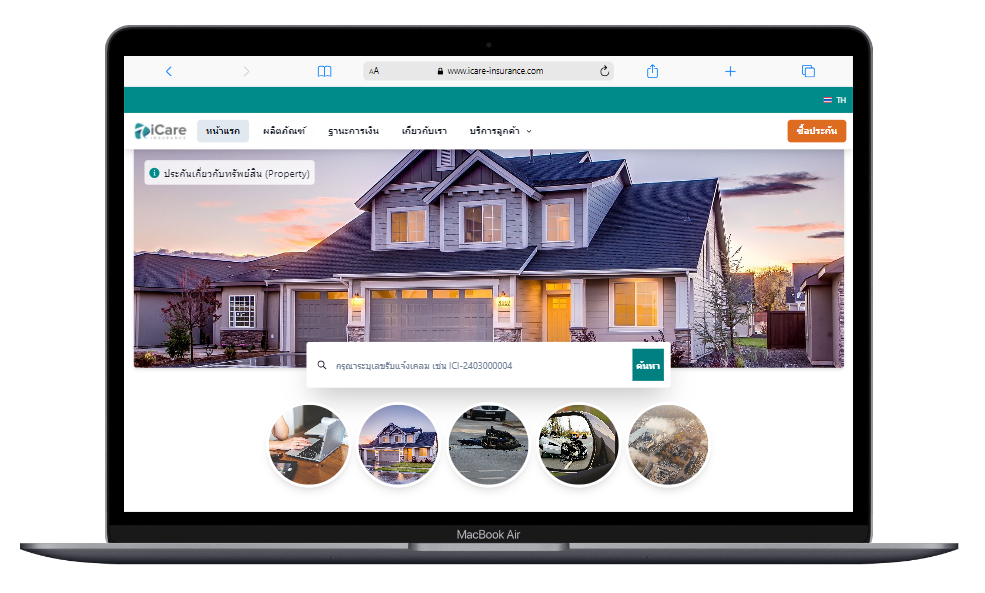 AA
www.icare-insurance.com
TH
iCare
INSURANCE
หน้าแรก
ผลิตภัณฑ์
ฐานะการเงิน
เกี่ยวกับเรา
บริการลูกค้า
ซื้อประกัน
ประกันเกี่ยวกับทรัพย์สิน (Property)
กรุณาระบุเลขรับแจ้งเคลม เช่น ICI-2403000004
ค้นหา
MacBook Air